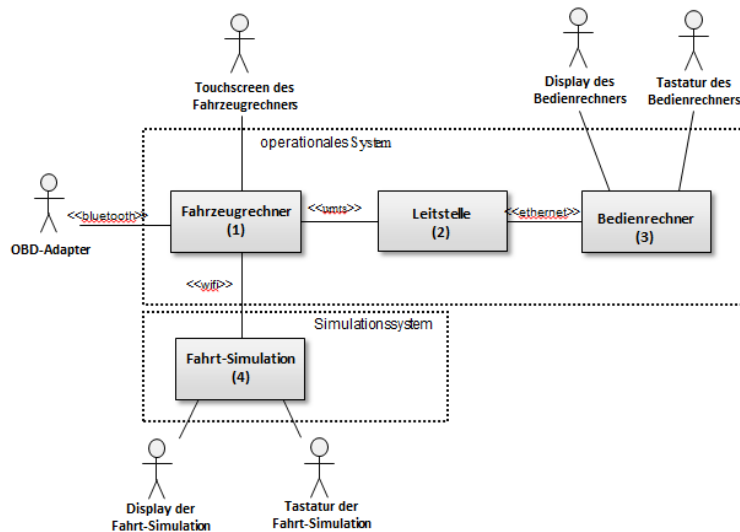 Touchscreen des
Fahrzeugrechners
Display des
Bedienrechners
Tastatur des
Bedienrechners
operationales System
OBD-Adapter
<<bluetooth>>
Fahrzeugrechner
(1)
<<umts>>
Leitstelle
(2)
<<ethernet>>
Bedienrechner
(3)
<<wifi>>
Simulationssystem
Fahrt-Simulation
(4)
Display der
Fahrt-Simulation
Tastatur der
Fahrt-Simulation